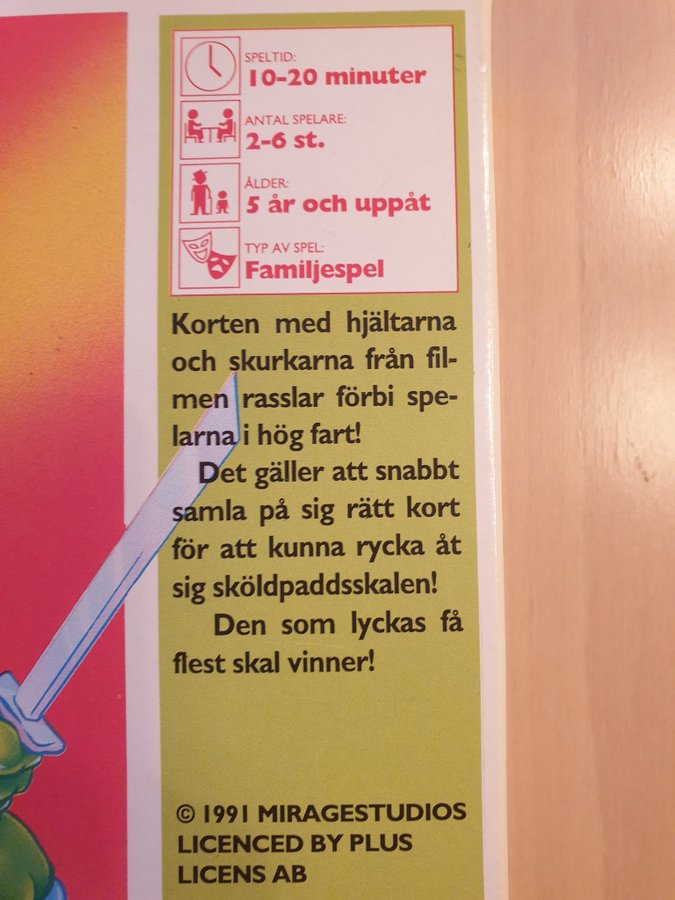 SPELTID:
10-20 minuter
ANTAL SPELARE:
2-6 st.
ÅLDER:
5 år och uppåt
TYP AV SPEL:
Familjespel
Korten med hjältarna
och skurkarna från fil-
men rasslar förbi spe-
larna i hög fart!
Det gäller att snabbt
samla på sig rätt kort
för att kunna rycka åt
sig sköldpaddsskalen!
Den som lyckas få
flest skal vinner!
© 1991 MIRAGESTUDIOS
LICENCED BY PLUS
LICENS AB